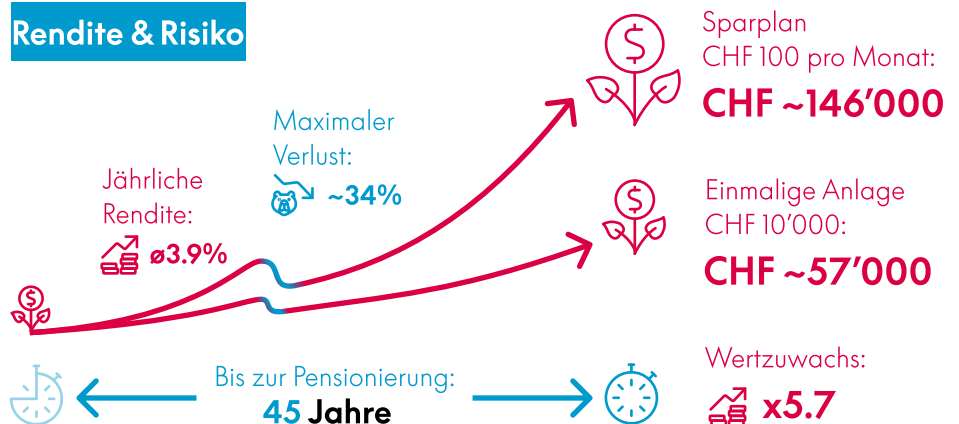 Rendite & Risiko
Sparplan
CHF 100 pro Monat:
CHF ~146’000
Maximaler
Verlust:
~34%
Jährliche
Rendite:
ø3.9%
Einmalige Anlage
CHF 10’000:
CHF ~57’000
Bis zur Pensionierung:
45 Jahre
Wertzuwachs:
x5.7